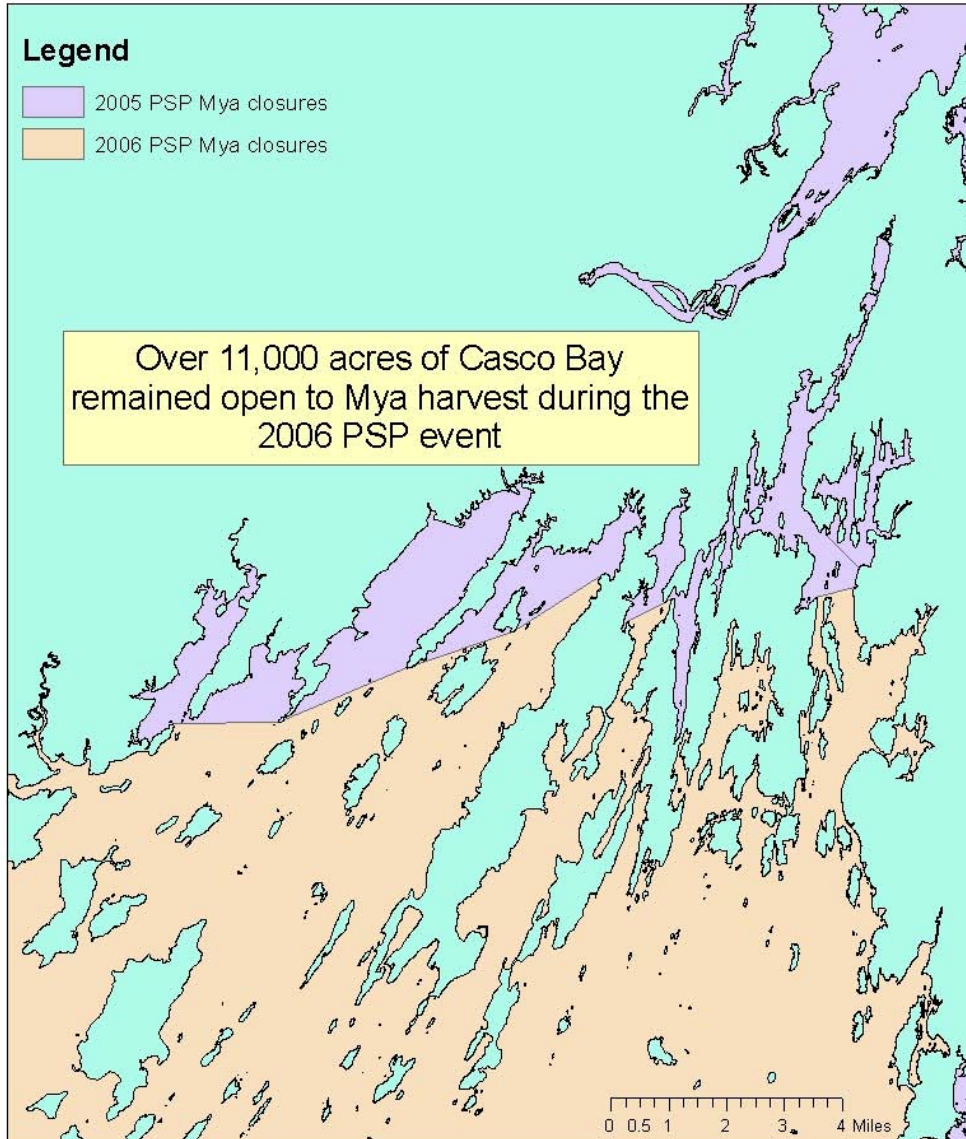 Legend
2005 PSP Mya closures
2006 PSP Mya closures
Over 11,000 acres of Casco Bay
remained open to Mya harvest during the
2006 PSP event
0 0.5 1 2 3 4 Miles